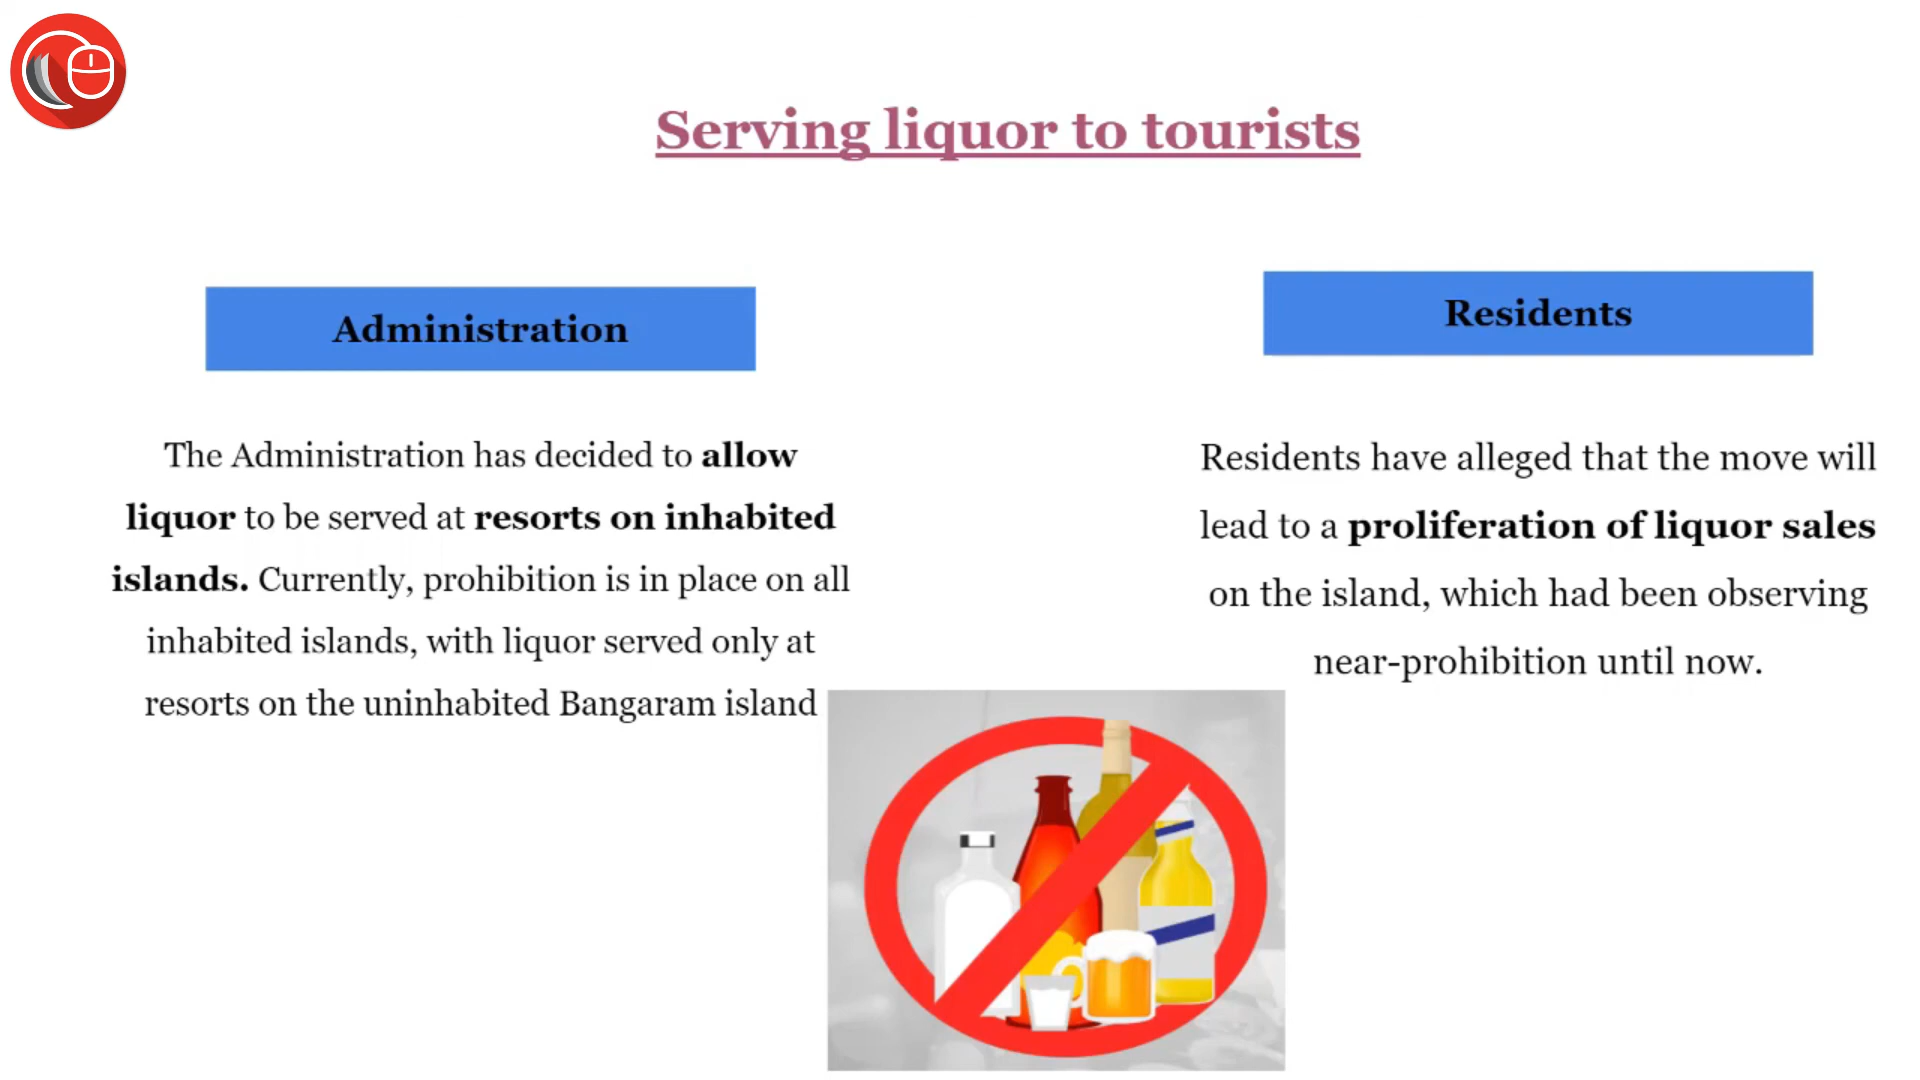 Serving liquor to tourists
Administration
The Administration has decided to allow
liquor to be served at resorts on inhabited
islands. Currently, prohibition is in place on all
inhabited islands, with liquor served only at
resorts on the uninhabited Bangaram island
Residents
Residents have alleged that the move will
lead to a proliferation of liquor sales
on the island, which had been observing
near-prohibition until now.